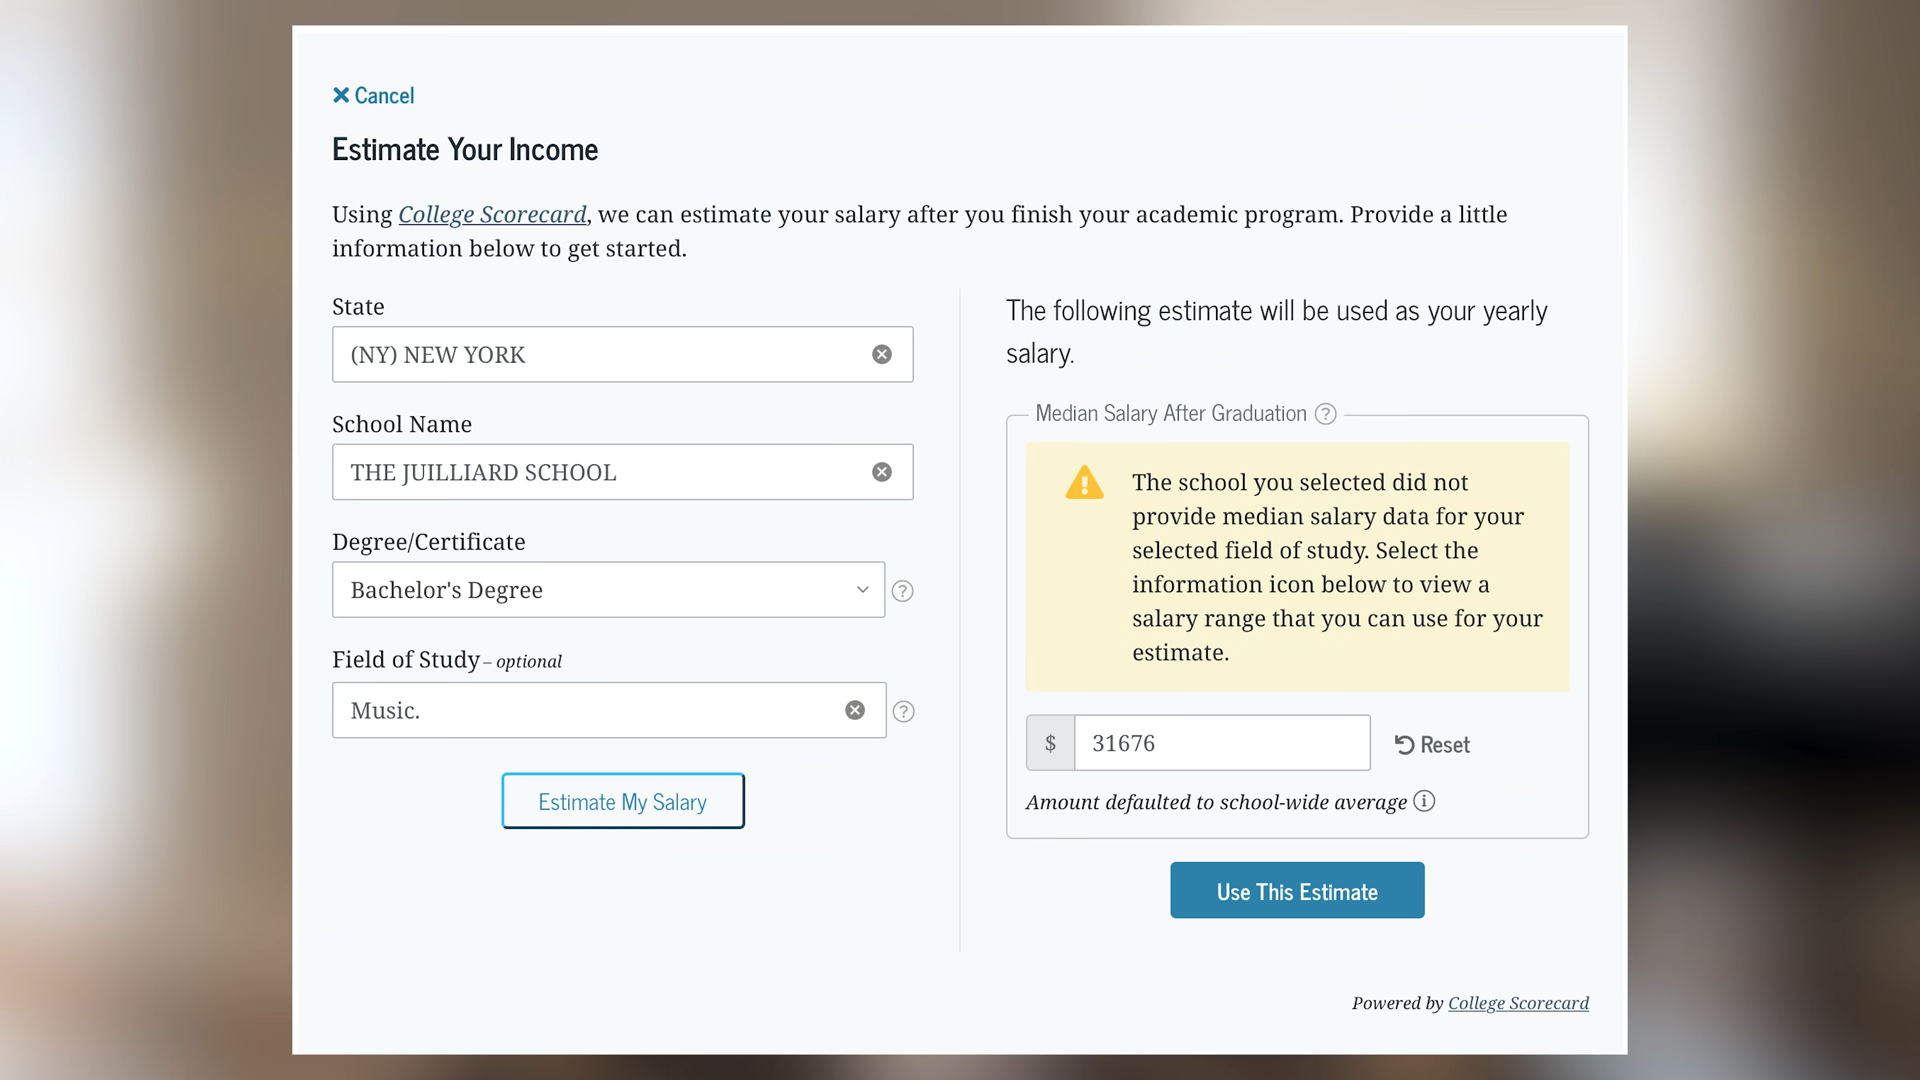 Cancel
Estimate Your Income
Using College Scorecard, we can estimate your salary after you finish your academic program. Provide a little
information below to get started.
State
(NY) NEW YORK
School Name
THE JUILLIARD SCHOOL
Degree/Certificate
Bachelor's Degree
Field of Study – optional
Music.
Estimate My Salary
The following estimate will be used as your yearly
salary.
Median Salary After Graduation
The school you selected did not
provide median salary data for your
selected field of study. Select the
information icon below to view a
salary range that you can use for your
estimate.
$ 31676 Reset
Amount defaulted to school-wide average
Use This Estimate
Powered by College Scorecard